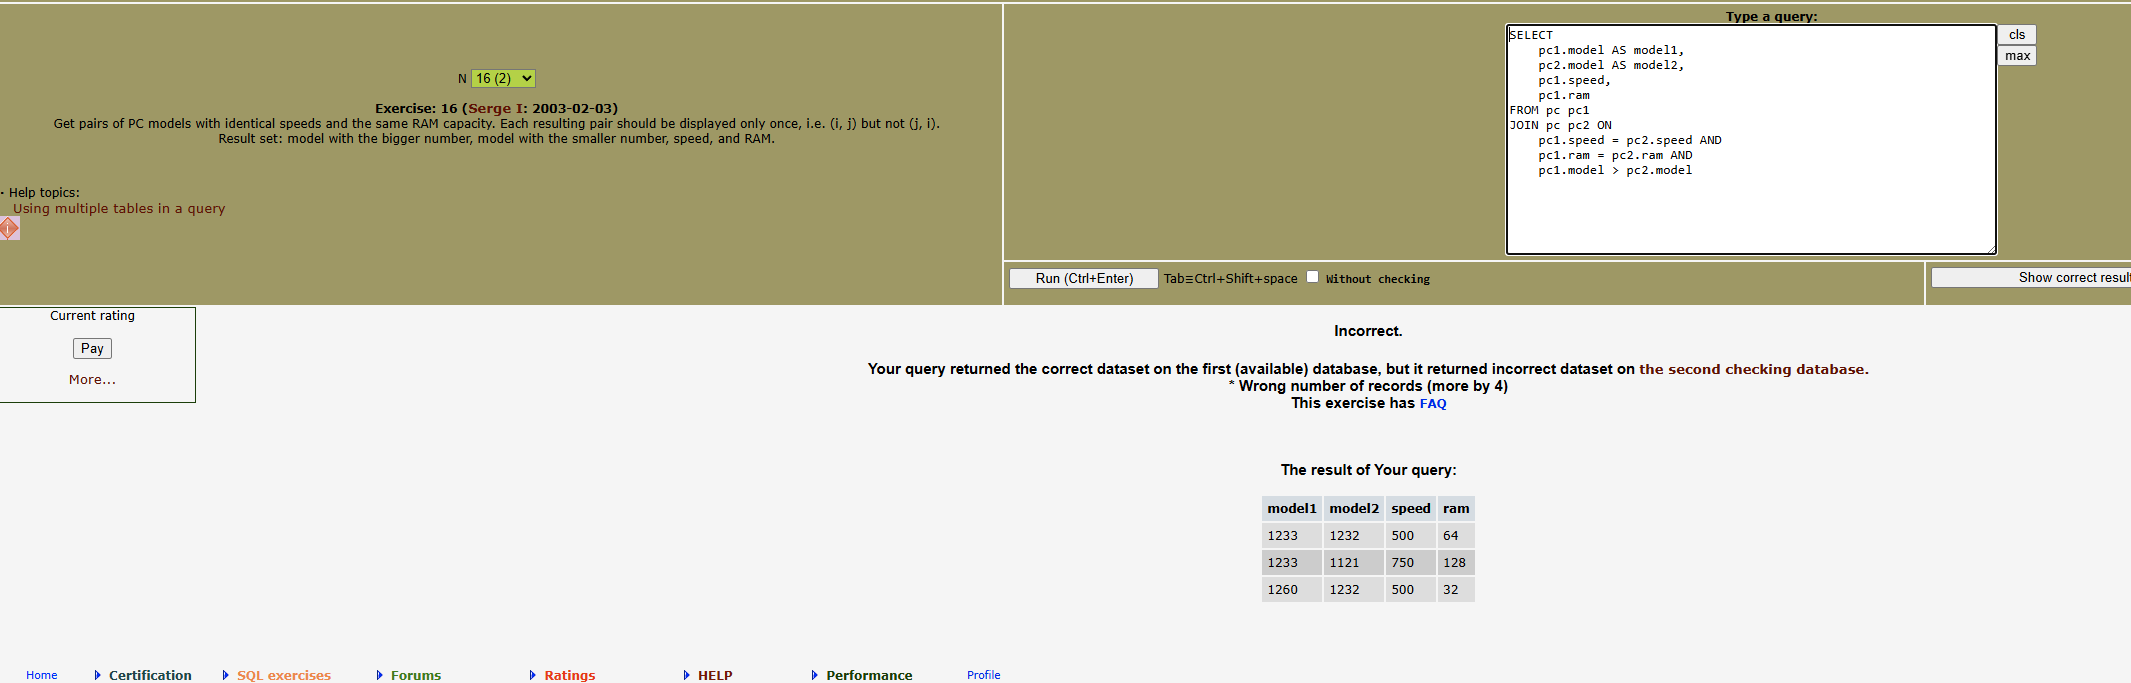 N 16 (2)
Exercise: 16 (Serge I: 2003-02-03)
Get pairs of PC models with identical speeds and the same RAM capacity. Each resulting pair should be displayed only once, i.e. (i, j) but not (j, i).
Result set: model with the bigger number, model with the smaller number, speed, and RAM.
· Help topics:
Using multiple tables in a query
Type a query:
SELECT
pc1.model AS model1,
pc2.model AS model2,
pc1.speed,
pc1.ram
FROM pc pc1
JOIN pc pc2 ON
pc1.speed = pc2.speed AND
pc1.ram = pc2.ram AND
pc1.model > pc2.model
cls
max
Run (Ctrl+Enter) Tab≡Ctrl+Shift+space Without checking
Show correct result
Current rating
Pay
More...
Incorrect.
Your query returned the correct dataset on the first (available) database, but it returned incorrect dataset on the second checking database.
* Wrong number of records (more by 4)
This exercise has FAQ
The result of Your query:
model1 model2 speed ram
1233 1232 500 64
1233 1121 750 128
1260 1232 500 32
Home Certification SQL exercises Forums Ratings HELP Performance Profile